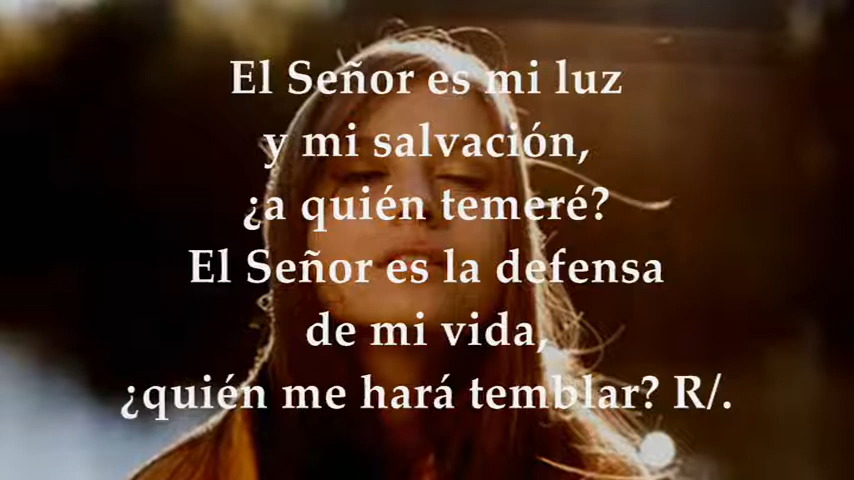 El Señor es mi luz
y mi salvación,
¿a quién temeré?
El Señor es la defensa
de mi vida,
¿quién me hará temblar? R/.